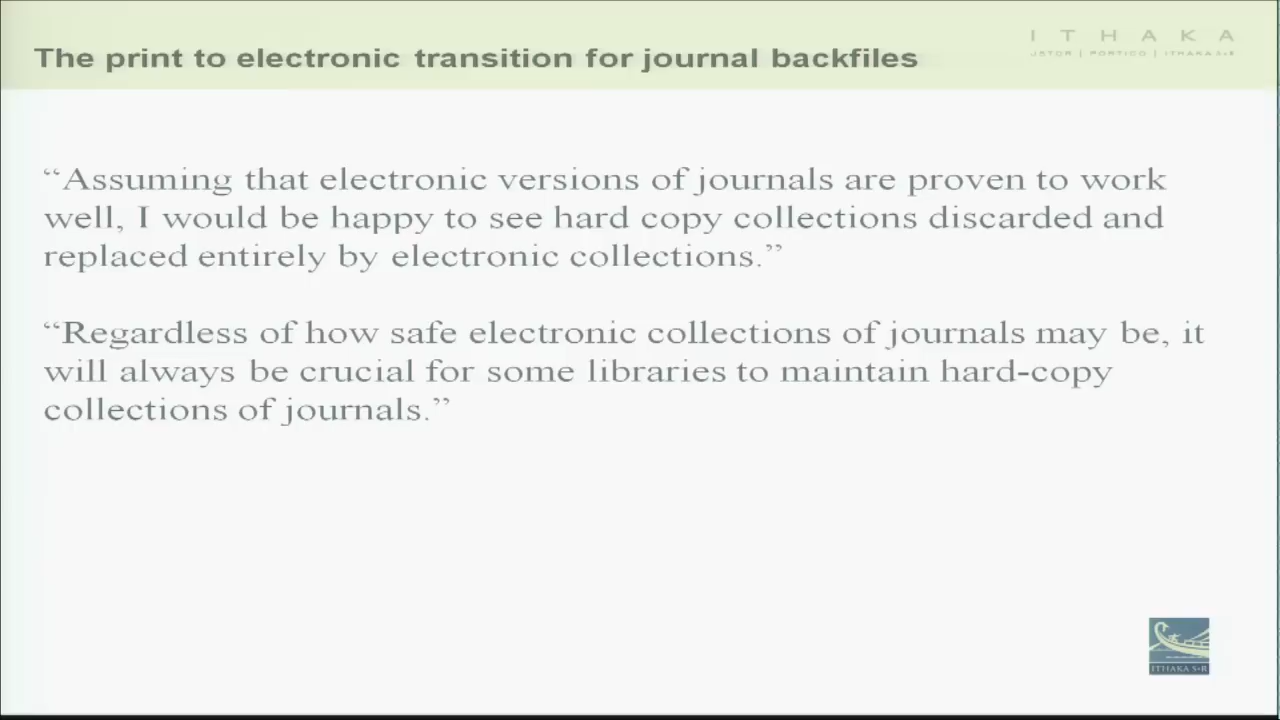 The print to electronic transition for journal backfiles
I T H A K A
JSTOR | PORTICO | ITHAKA S+R
“Assuming that electronic versions of journals are proven to work
well, I would be happy to see hard copy collections discarded and
replaced entirely by electronic collections.”
“Regardless of how safe electronic collections of journals may be, it
will always be crucial for some libraries to maintain hard-copy
collections of journals.”
ITHAKA S+R